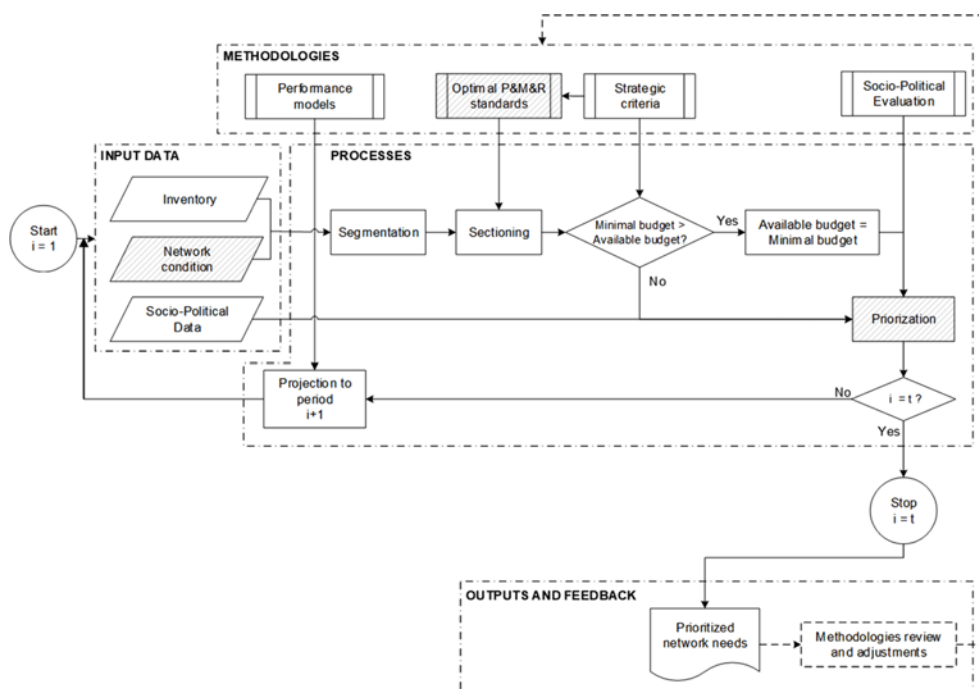 METHODOLOGIES
Performance
models
Optimal P&M&R
standards
Strategic
criteria
Socio-Political
Evaluation
INPUT DATA
PROCESSES
Start
i = 1
Inventory
Network
condition
Socio-Political
Data
Segmentation
Sectioning
Minimal budget >
Available budget?
Yes
Available budget =
Minimal budget
No
Priorization
Projection to
period
i+1
No
i = t ?
Yes
Stop
i = t
OUTPUTS AND FEEDBACK
Prioritized
network needs
Methodologies review
and adjustments